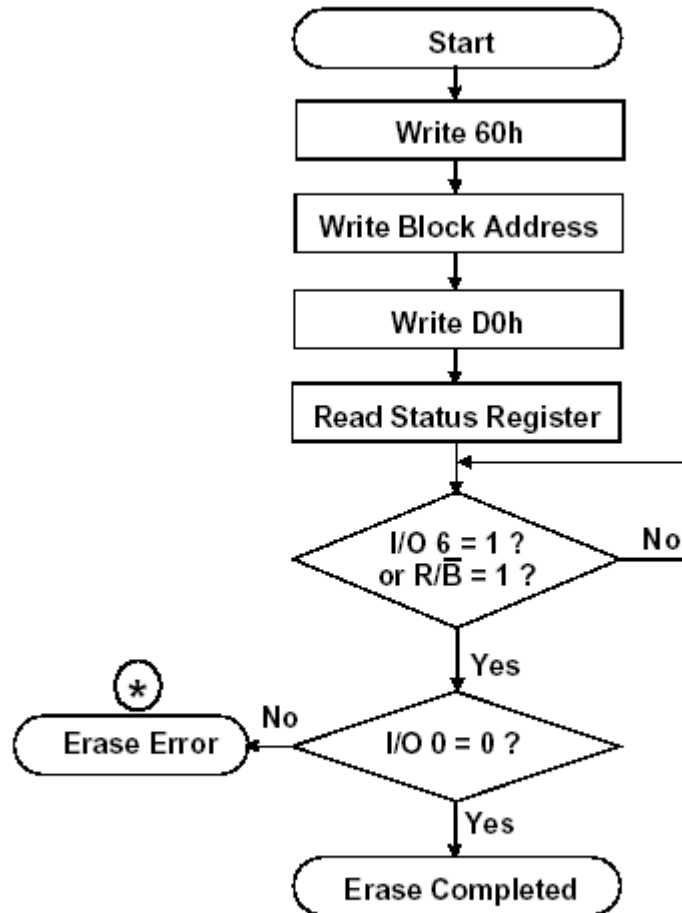 Start
Write 60h
Write Block Address
Write D0h
Read Status Register
I/O 6 = 1 ?
or R/B̅ = 1 ?
No
Yes
*
No
Erase Error
I/O 0 = 0 ?
Yes
Erase Completed